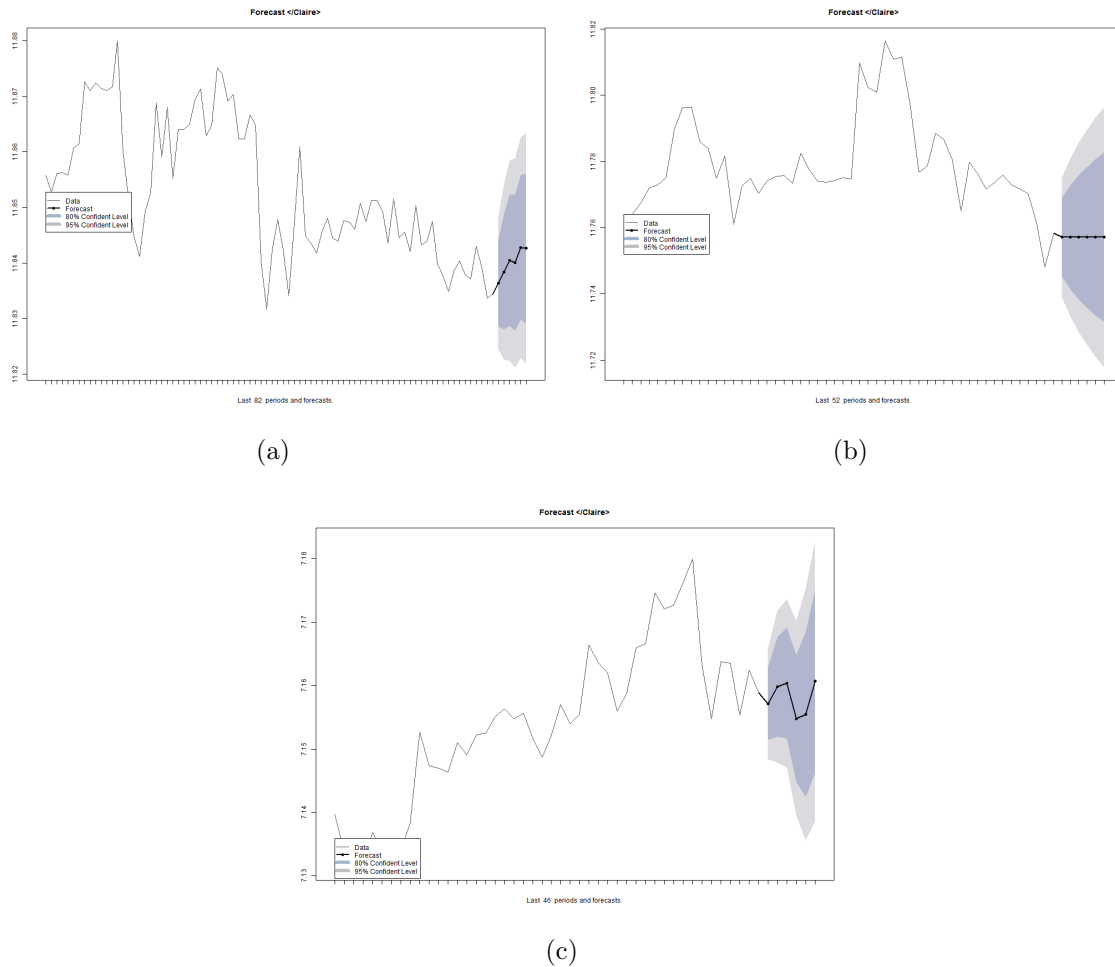 Forecast </Claire>
11.88
11.87
11.86
11.85
11.84
11.83
11.82
Data
Forecast
80% Confident Level
95% Confident Level
Last 82 periods and forecasts.
(a)
Forecast </Claire>
11.82
11.80
11.78
11.76
11.74
11.72
Data
Forecast
80% Confident Level
95% Confident Level
Last 52 periods and forecasts.
(b)
Forecast </Claire>
7.18
7.17
7.16
7.15
7.14
7.13
Data
Forecast
80% Confident Level
95% Confident Level
Last 46 periods and forecasts.
(c)